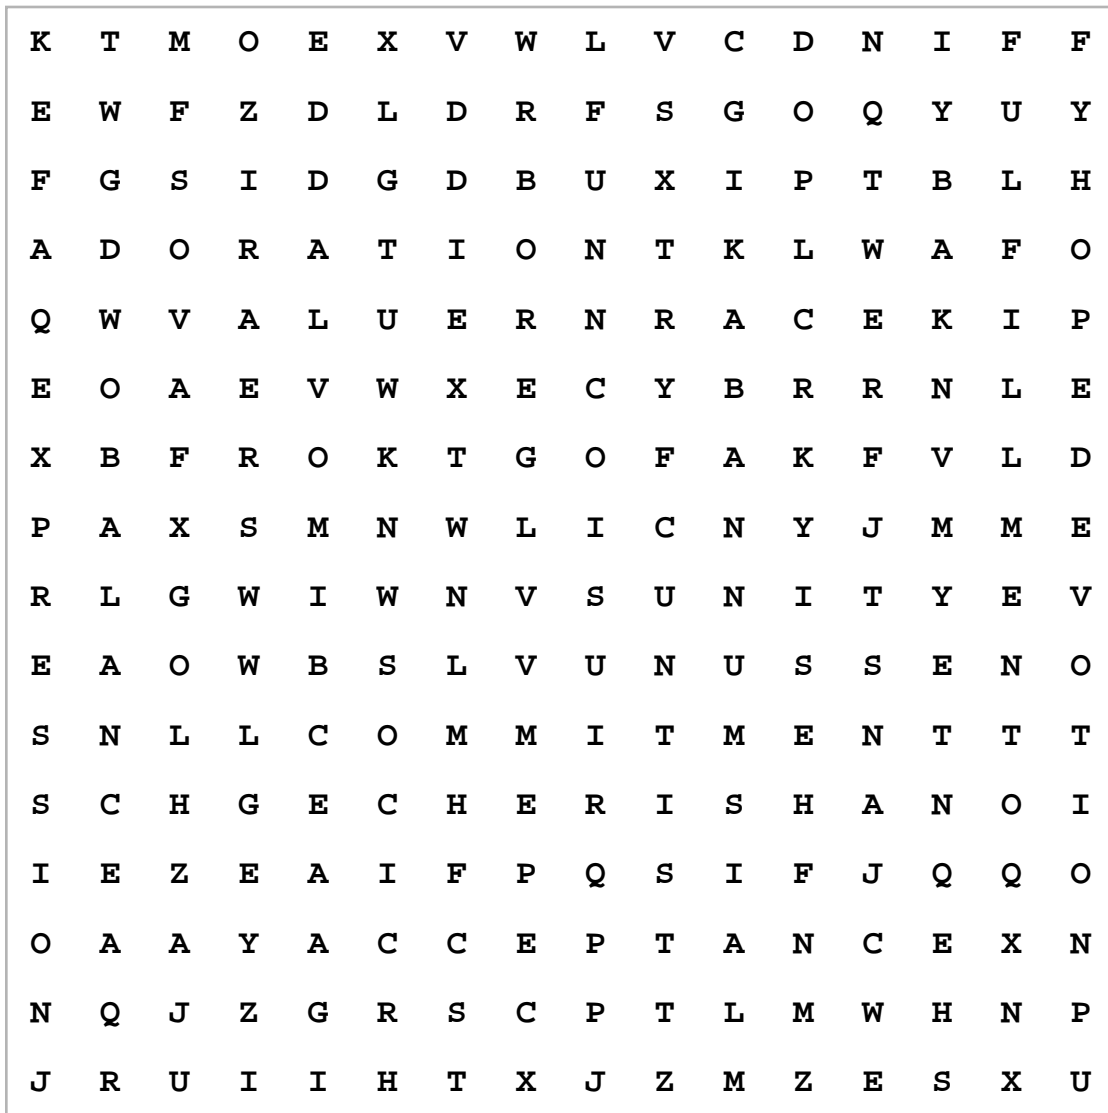 K T M O E X V W L V C D N I F F
E W F Z D L D R F S G O Q Y U Y
F G S I D G D B U X I P T B L H
A D O R A T I O N T K L W A F O
Q W V A L U E R N R A C E K I P
E O A E V W X E C Y B R R N L E
X B F R O K T G O F A K F V L D
P A X S M N W L I C N Y J M M E
R L G W I W N V S U N I T Y E V
E A O W B S L V U N U S S E N O
S N L L C O M M I T M E N T T T
S C H G E C H E R I S H A N O I
I E Z E A I F P Q S I F J Q Q O
O A A Y A C C E P T A N C E X N
N Q J Z G R S C P T L M W H N P
J R U I I H T X J Z M Z E S X U